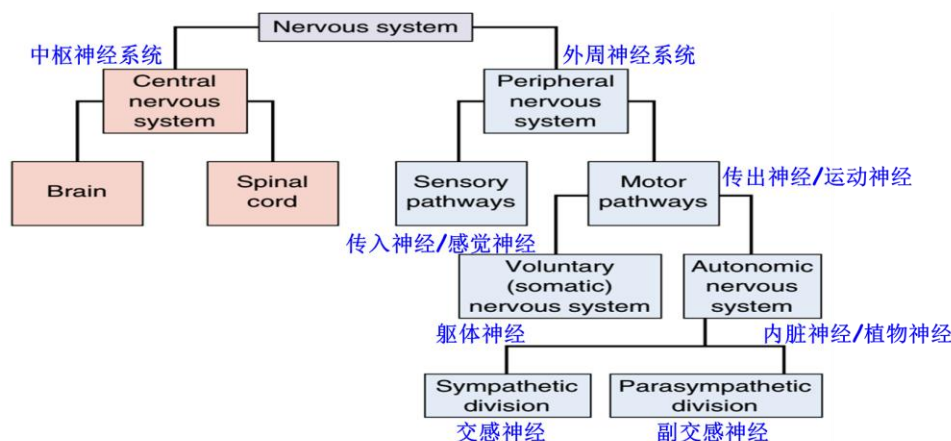 Nervous system
中枢神经系统
外周神经系统
Central
nervous
system
Peripheral
nervous
system
Brain
Spinal
cord
Sensory
pathways
Motor
pathways
传出神经/运动神经
传入神经/感觉神经
Voluntary
(somatic)
nervous system
Autonomic
nervous
system
躯体神经
内脏神经/植物神经
Sympathetic
division
Parasympathetic
division
交感神经
副交感神经